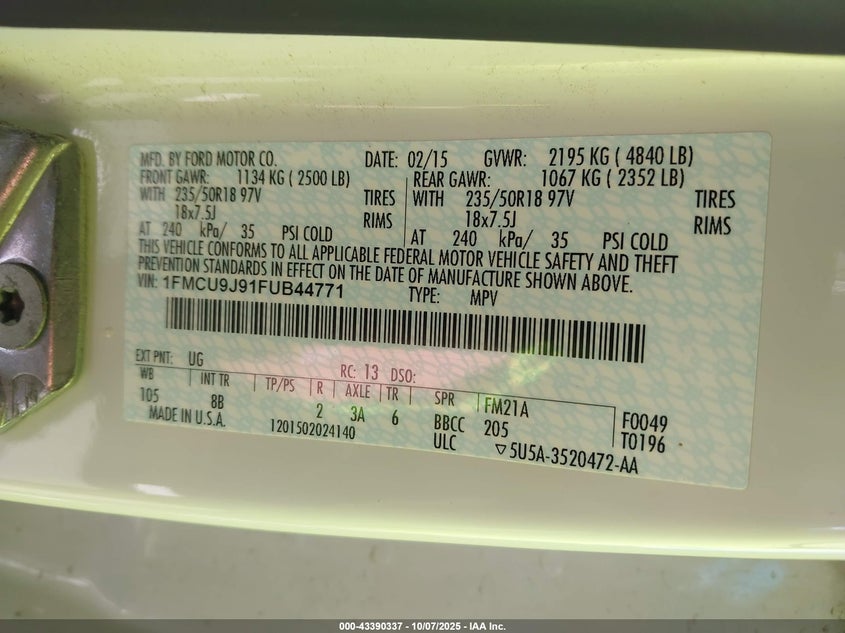 MFD. BY FORD MOTOR CO. DATE: 02/15 GVWR: 2195 KG ( 4840 LB)
FRONT GAWR: 1134 KG ( 2500 LB) REAR GAWR: 1067 KG ( 2352 LB)
WITH 235/50R18 97V TIRES WITH 235/50R18 97V TIRES
18x7.5J RIMS 18x7.5J RIMS
AT 240 kPa/ 35 PSI COLD AT 240 kPa/ 35 PSI COLD
THIS VEHICLE CONFORMS TO ALL APPLICABLE FEDERAL MOTOR VEHICLE SAFETY AND THEFT
PREVENTION STANDARDS IN EFFECT ON THE DATE OF MANUFACTURE SHOWN ABOVE.
VIN: 1FMCU9J91FUB44771 TYPE: MPV
EXT PNT: UG RC: 13 DSO:
WB INT TR TP/PS R AXLE TR SPR FM21A F0049
105 8B 2 3A 6 BBCC 205 T0196
MADE IN U.S.A. 1201502024140 ULC ▽5U5A-3520472-AA
000-43390337 - 10/07/2025 - IAA Inc.